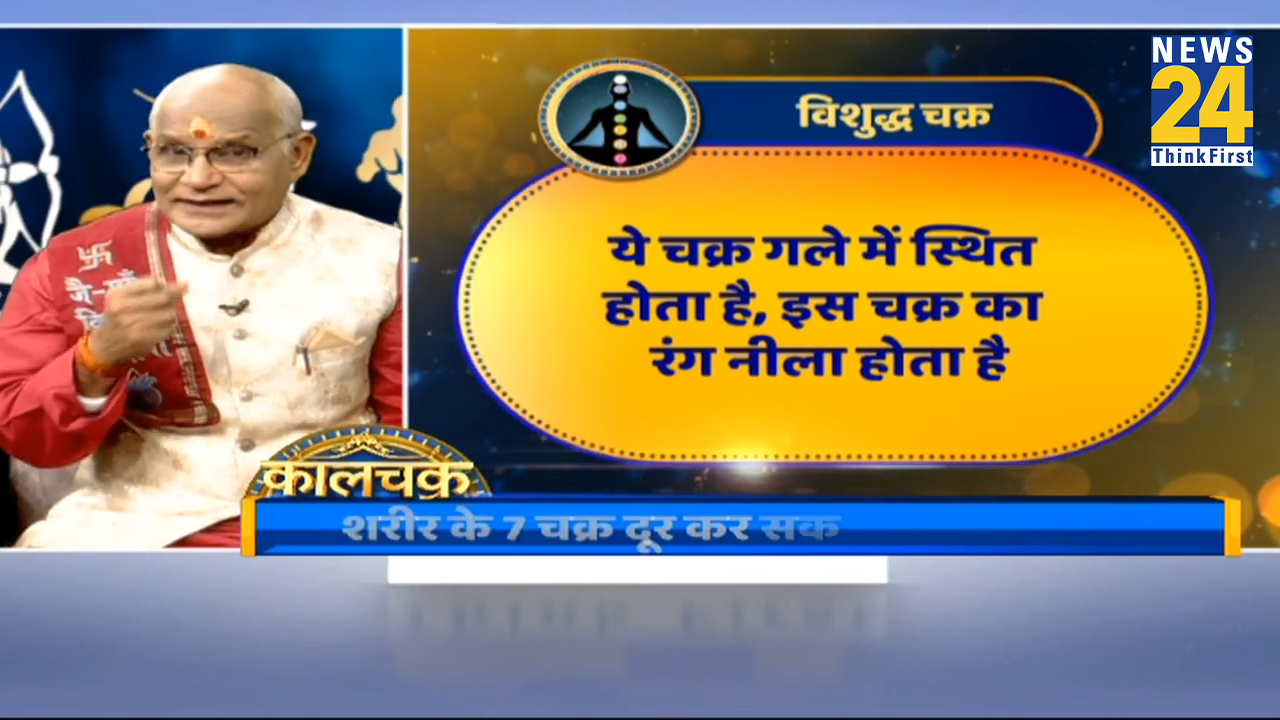 NEWS
24
ThinkFirst
विशुद्ध चक्र
ये चक्र गले में स्थित
होता है, इस चक्र का
रंग नीला होता है
कालचक्र
शरीर के 7 चक्र दूर कर सक